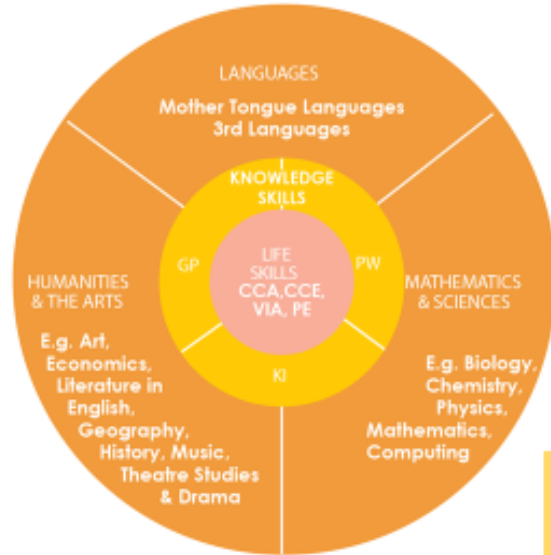 LANGUAGES
Mother Tongue Languages
3rd Languages
KNOWLEDGE
SKILLS
GP
PW
LIFE
SKILLS
CCA,CCE,
VIA, PE
KI
HUMANITIES
& THE ARTS
E.g. Art,
Economics,
Literature in
English,
Geography,
History, Music,
Theatre Studies
& Drama
MATHEMATICS
& SCIENCES
E.g. Biology,
Chemistry,
Physics,
Mathematics,
Computing